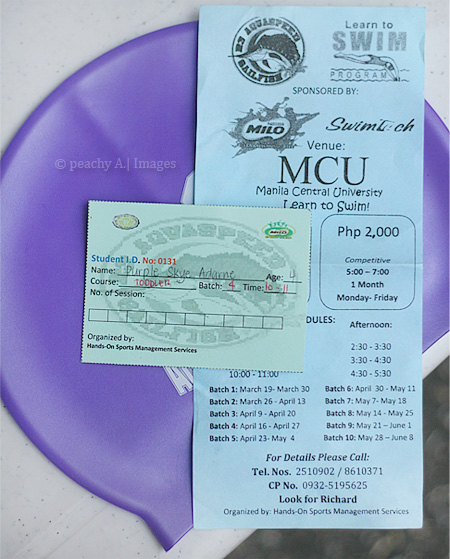 RZ AQUASPEED
SAILFISH
Learn to
SWIM
PROGRAM
SPONSORED BY:
MILO
Swimtech
Venue:
MCU
Manila Central University
Learn to Swim!
© peachy A.| Images
Php 2,000
Competitive
5:00 – 7:00
1 Month
Monday- Friday
Student I.D. No: 0131
Name: Purple Skye Adarne Age: 4
Course: TODDLER Batch: 4 Time: 10-11
No. of Session:
Organized by:
Hands-On Sports Management Services
DULES:
Afternoon:
2:30 - 3:30
3:30 - 4:30
10:00 - 11:00
4:30 - 5:30
Batch 1: March 19- March 30
Batch 2: March 26 - April 13
Batch 3: April 9 - April 20
Batch 4: April 16 - April 27
Batch 5: April 23- May 4
Batch 6: April 30 - May 11
Batch 7: May 7- May 18
Batch 8: May 14 - May 25
Batch 9: May 21 – June 1
Batch 10: May 28 – June 8
For Details Please Call:
Tel. Nos. 2510902 / 8610371
CP No. 0932-5195625
Look for Richard
Organized by: Hands-On Sports Management Services